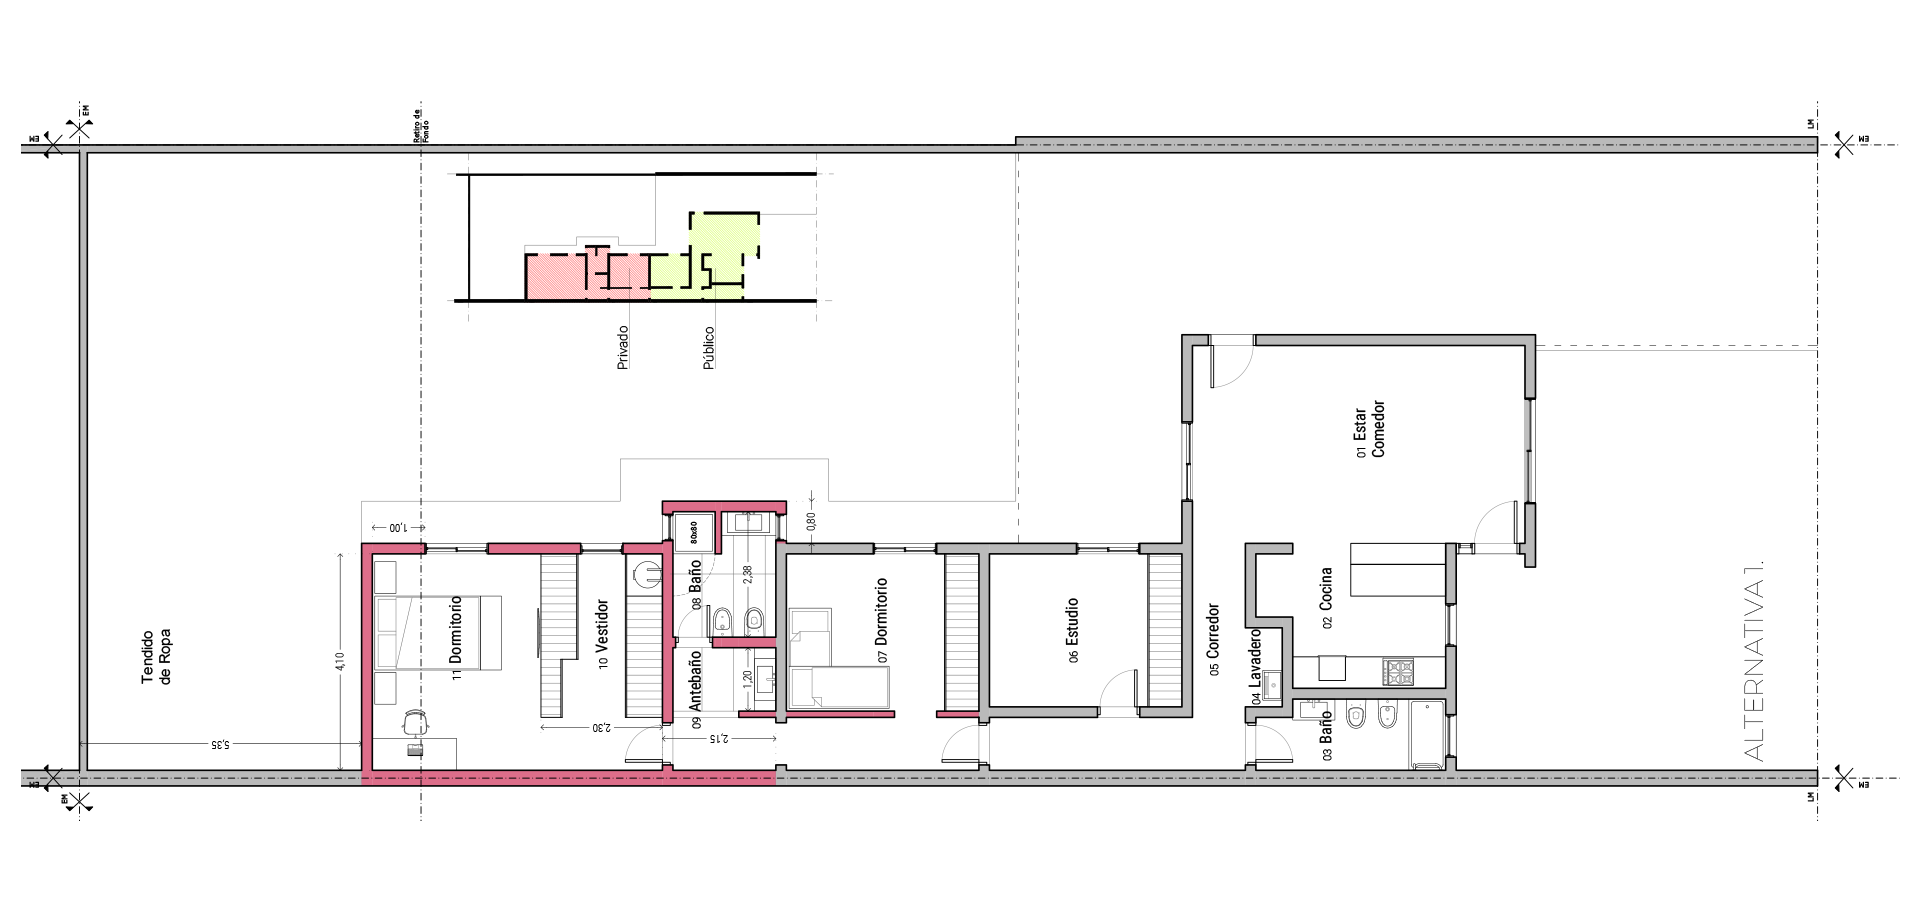 EM
EM
Retiro de
Fondo
LM
EM
Privado
Público
01 Estar
Comedor
1,00
0,80
80x80
Tendido
de Ropa
4,10
11 Dormitorio
10 Vestidor
08 Baño
2,38
07 Dormitorio
06 Estudio
05 Corredor
02 Cocina
04 Lavadero
09 Antebaño
1,20
2,30
2,15
5,35
03 Baño
ALTERNATIVA 1.
EM
EM
LM
EM